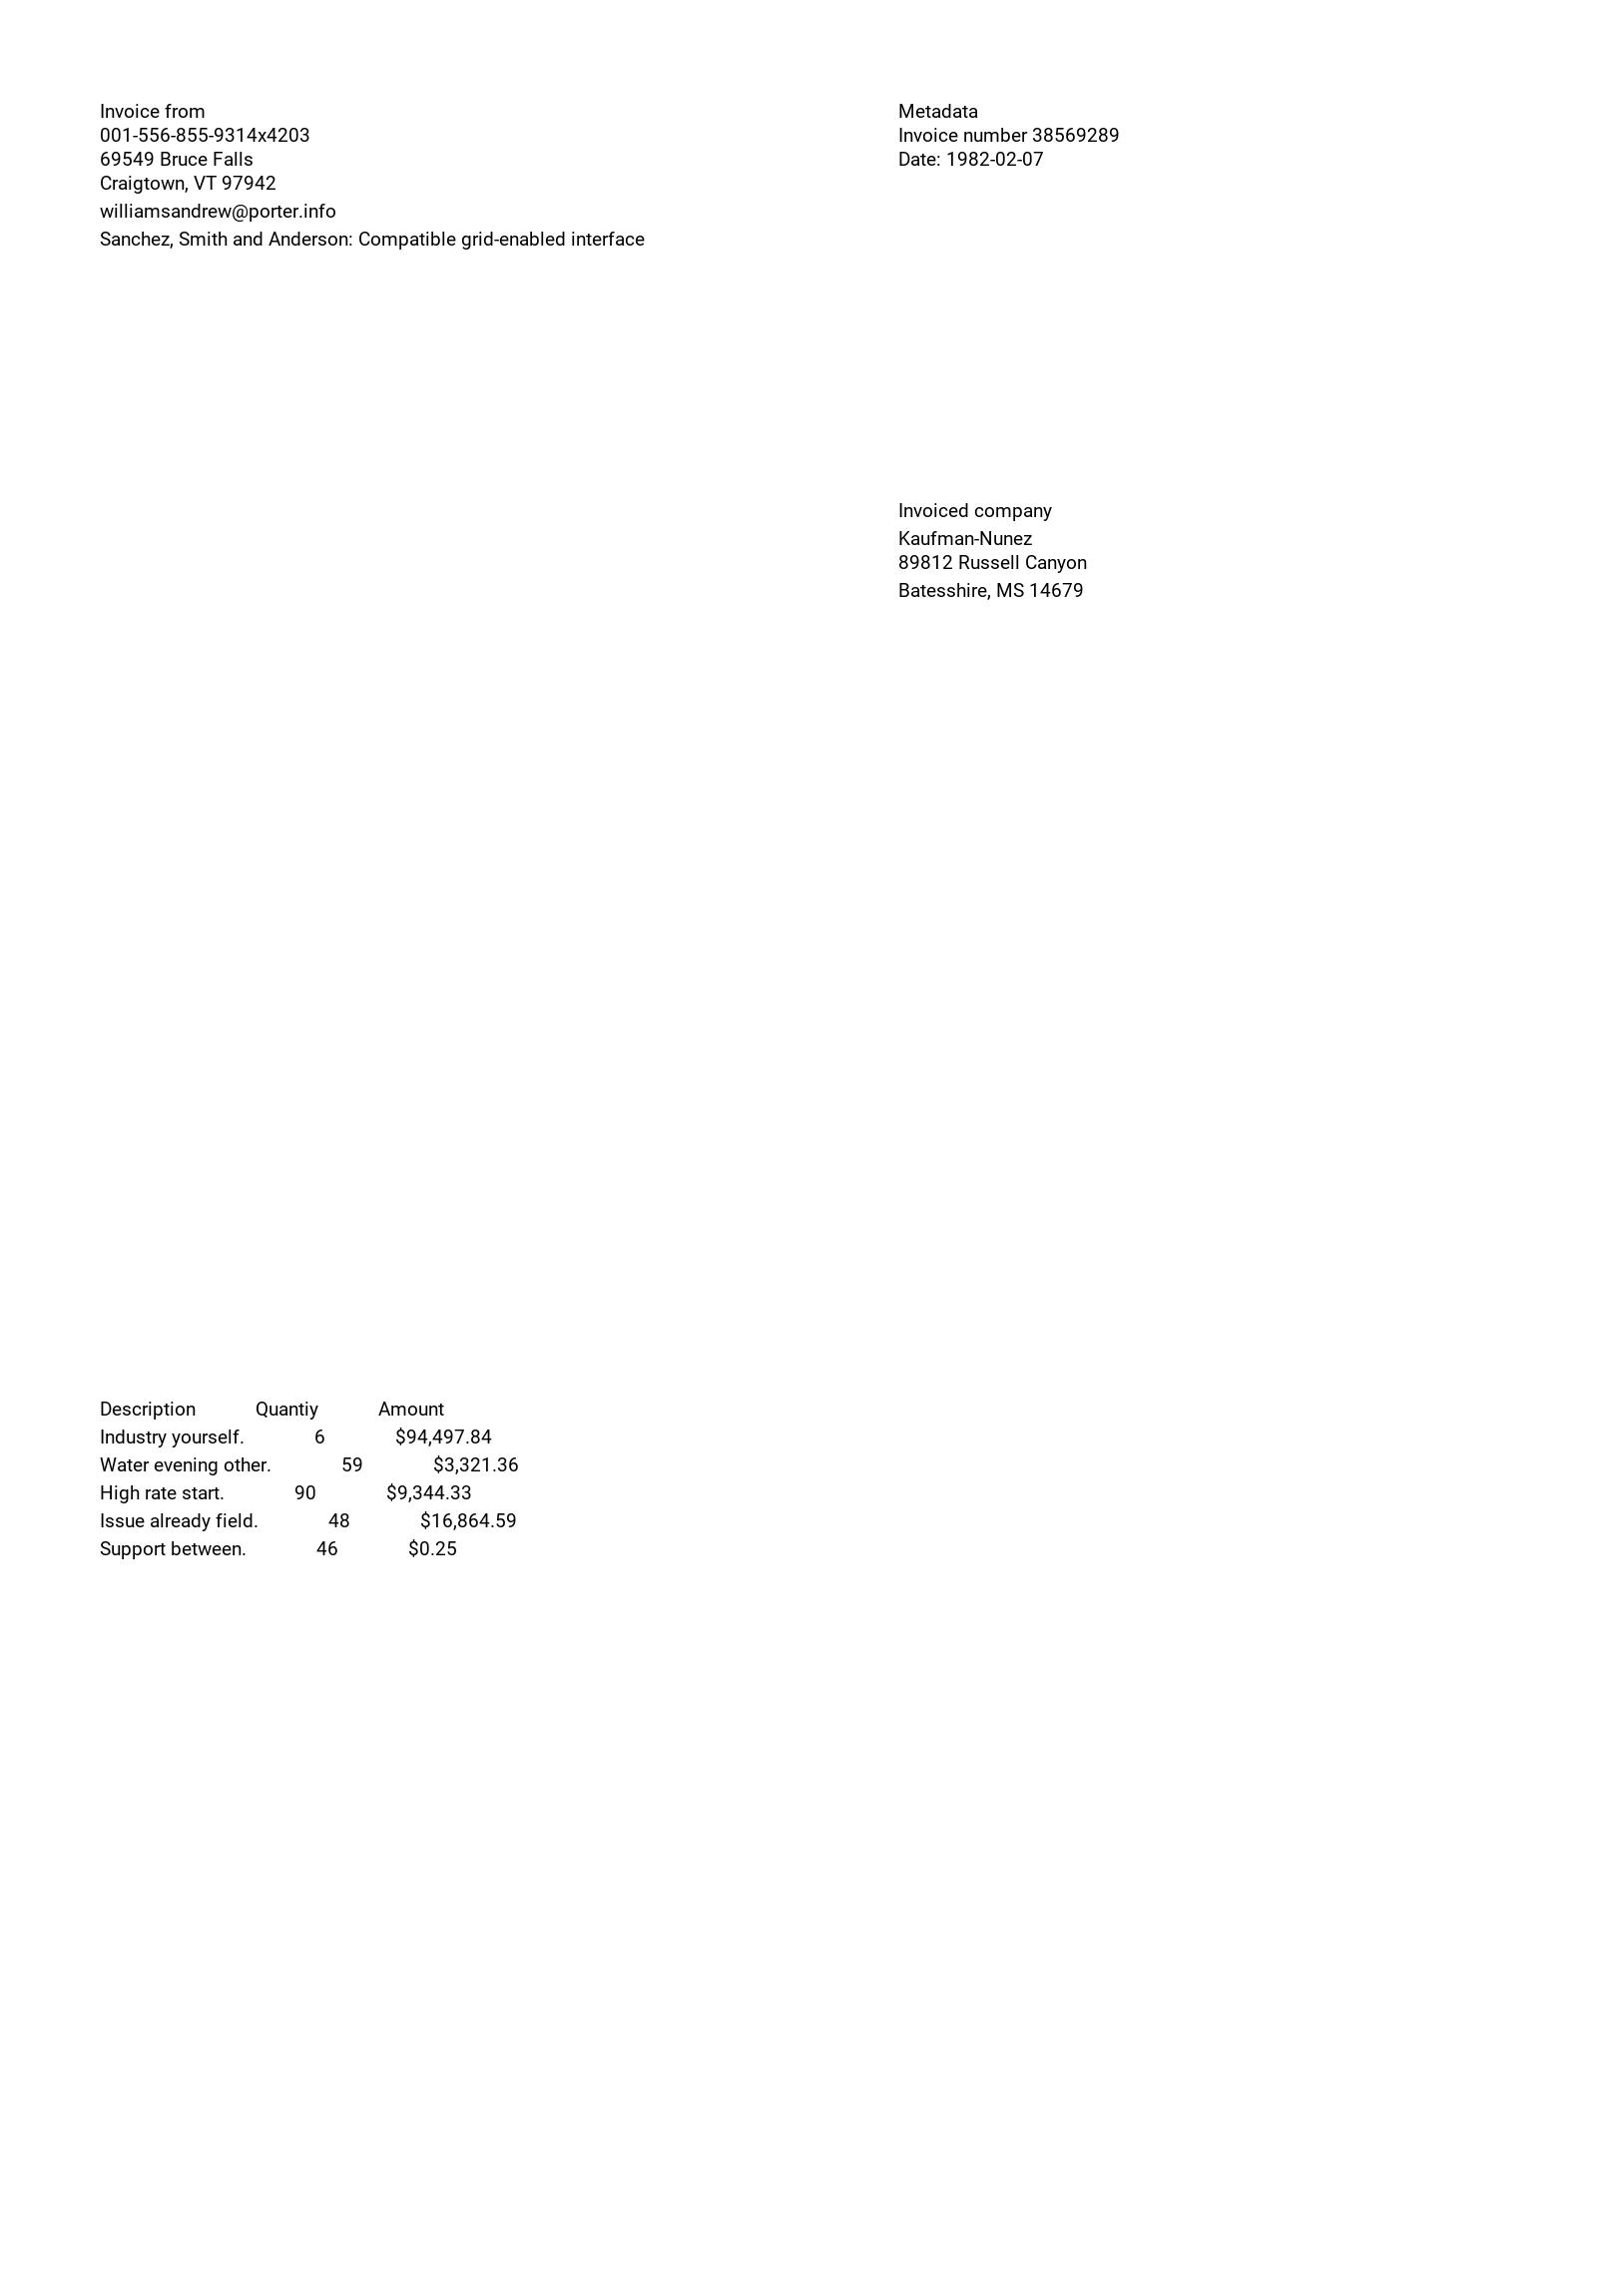 Invoice from
001-556-855-9314x4203
69549 Bruce Falls
Craigtown, VT 97942
williamsandrew@porter.info
Sanchez, Smith and Anderson: Compatible grid-enabled interface
Metadata
Invoice number 38569289
Date: 1982-02-07
Invoiced company
Kaufman-Nunez
89812 Russell Canyon
Batesshire, MS 14679
Description Quantiy Amount
Industry yourself. 6 $94,497.84
Water evening other. 59 $3,321.36
High rate start. 90 $9,344.33
Issue already field. 48 $16,864.59
Support between. 46 $0.25